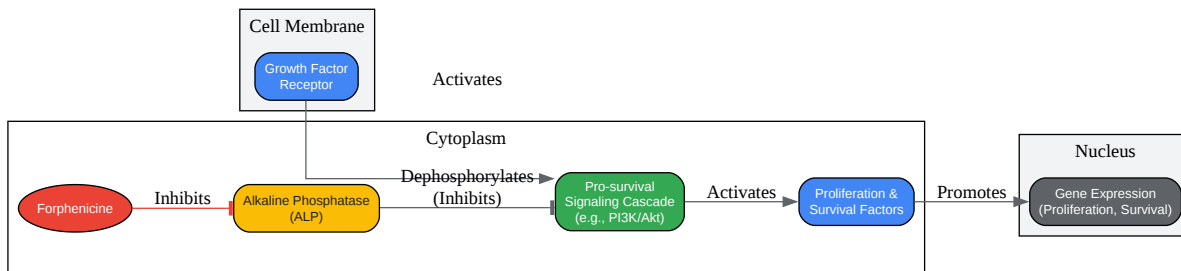 Cell Membrane
Growth Factor
Receptor
Activates
Cytoplasm
Nucleus
Forphenicine
Inhibits
Alkaline Phosphatase
(ALP)
Dephosphorylates
(Inhibits)
Pro-survival
Signaling Cascade
(e.g., PI3K/Akt)
Activates
Proliferation &
Survival Factors
Promotes
Gene Expression
(Proliferation, Survival)